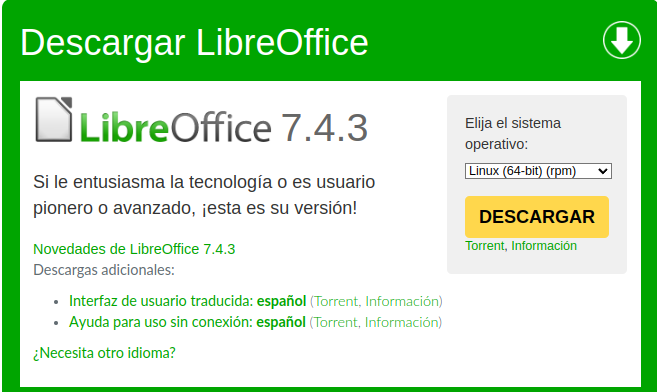 Descargar LibreOffice
LibreOffice 7.4.3
Si le entusiasma la tecnología o es usuario
pionero o avanzado, ¡esta es su versión!
Novedades de LibreOffice 7.4.3
Descargas adicionales:
Interfaz de usuario traducida: español (Torrent, Información)
Ayuda para uso sin conexión: español (Torrent, Información)
¿Necesita otro idioma?
Elija el sistema
operativo:
Linux (64-bit) (rpm)
DESCARGAR
Torrent, Información